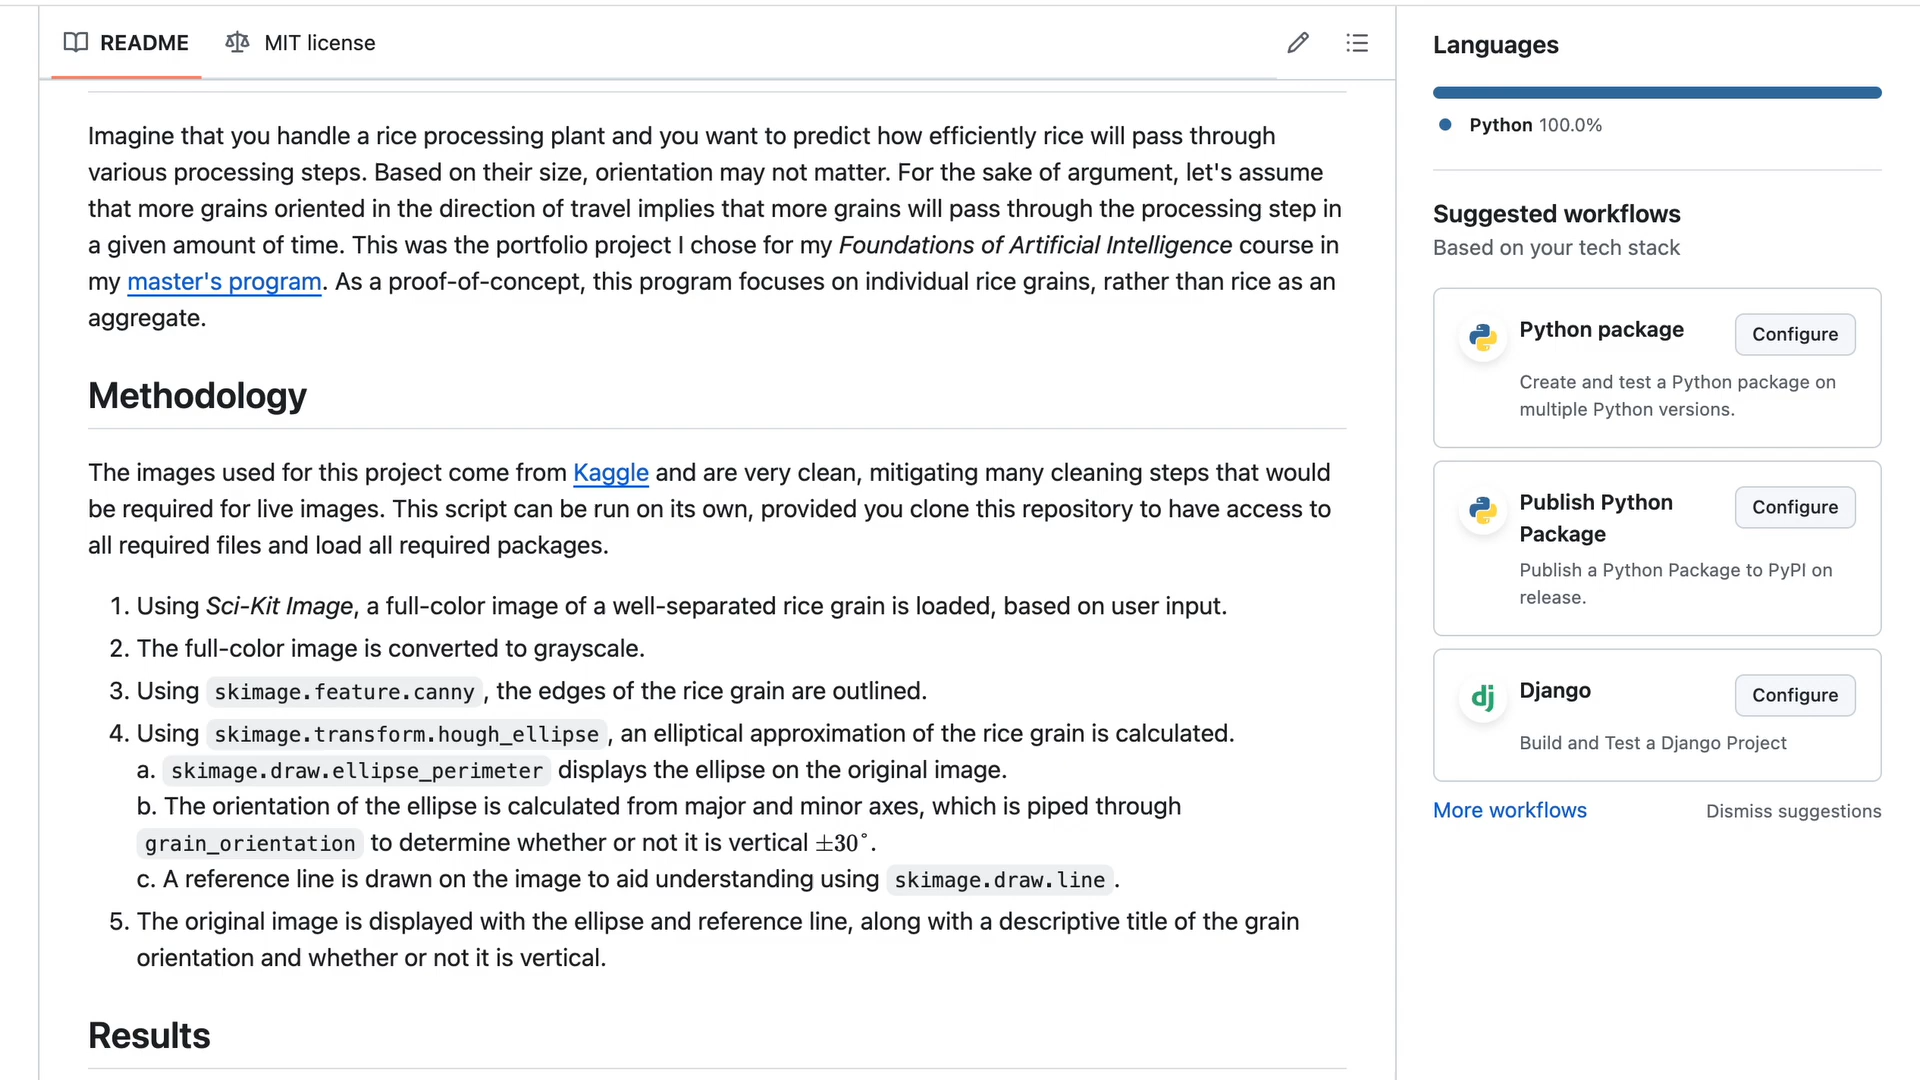 README
MIT license
Imagine that you handle a rice processing plant and you want to predict how efficiently rice will pass through
various processing steps. Based on their size, orientation may not matter. For the sake of argument, let's assume
that more grains oriented in the direction of travel implies that more grains will pass through the processing step in
a given amount of time. This was the portfolio project I chose for my Foundations of Artificial Intelligence course in
my master's program. As a proof-of-concept, this program focuses on individual rice grains, rather than rice as an
aggregate.
Methodology
The images used for this project come from Kaggle and are very clean, mitigating many cleaning steps that would
be required for live images. This script can be run on its own, provided you clone this repository to have access to
all required files and load all required packages.
1. Using Sci-Kit Image, a full-color image of a well-separated rice grain is loaded, based on user input.
2. The full-color image is converted to grayscale.
3. Using skimage.feature.canny, the edges of the rice grain are outlined.
4. Using skimage.transform.hough_ellipse, an elliptical approximation of the rice grain is calculated.
a. skimage.draw.ellipse_perimeter displays the ellipse on the original image.
b. The orientation of the ellipse is calculated from major and minor axes, which is piped through
grain_orientation to determine whether or not it is vertical ±30°.
c. A reference line is drawn on the image to aid understanding using skimage.draw.line.
5. The original image is displayed with the ellipse and reference line, along with a descriptive title of the grain
orientation and whether or not it is vertical.
Results
Languages
Python 100.0%
Suggested workflows
Based on your tech stack
Python package
Configure
Create and test a Python package on
multiple Python versions.
Publish Python
Package
Configure
Publish a Python Package to PyPI on
release.
dj
Django
Configure
Build and Test a Django Project
More workflows
Dismiss suggestions